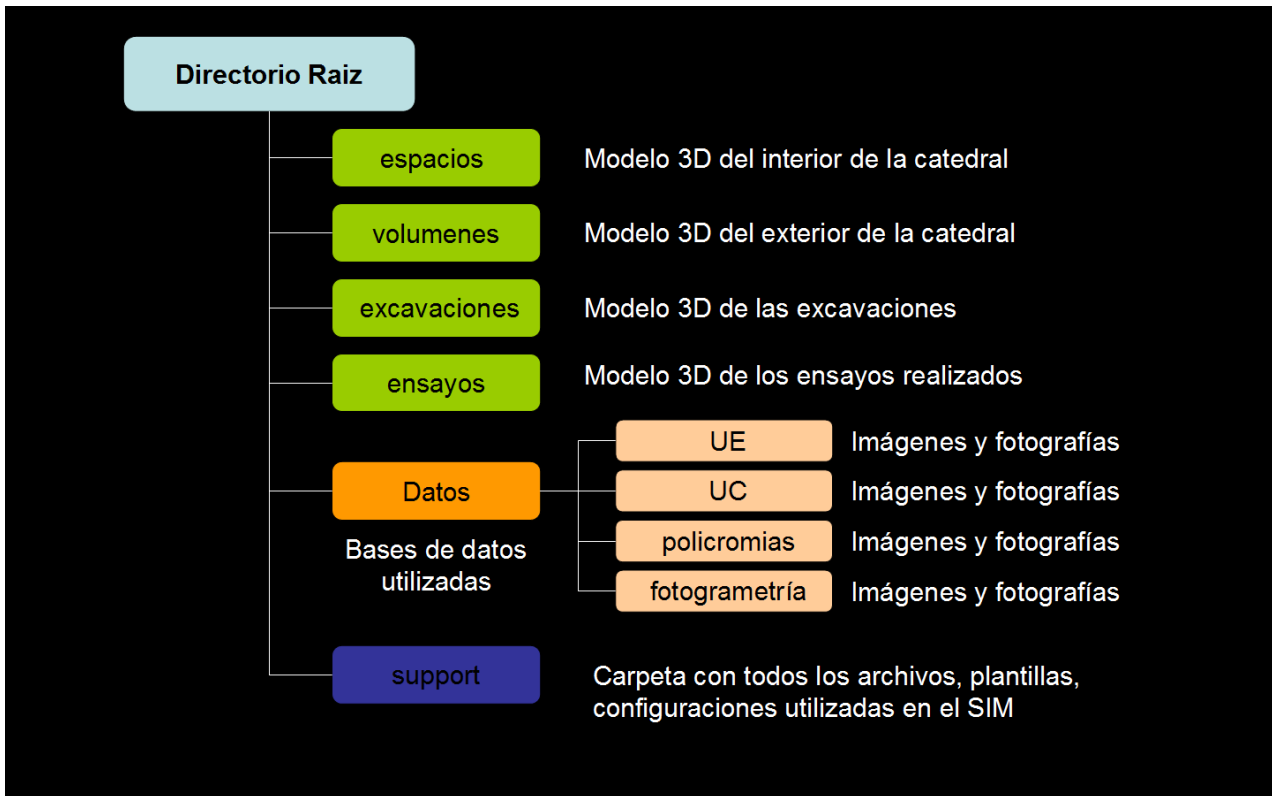 Directorio Raiz
espacios
Modelo 3D del interior de la catedral
volumenes
Modelo 3D del exterior de la catedral
excavaciones
Modelo 3D de las excavaciones
ensayos
Modelo 3D de los ensayos realizados
Datos
Bases de datos
utilizadas
UE
Imágenes y fotografías
UC
Imágenes y fotografías
policromias
Imágenes y fotografías
fotogrametría
Imágenes y fotografías
support
Carpeta con todos los archivos, plantillas,
configuraciones utilizadas en el SIM